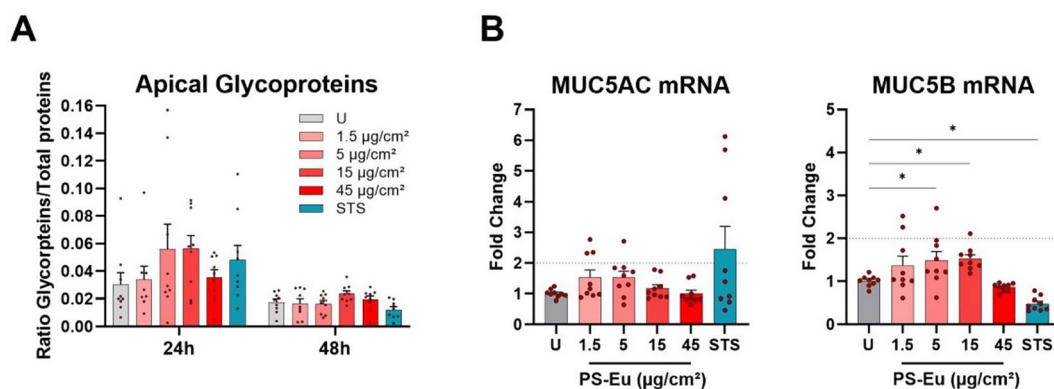 A
Apical Glycoproteins
Ratio Glycorpteins/Total proteins
0.16
0.14
0.12
0.10
0.08
0.06
0.04
0.02
0.00
U
1.5 µg/cm²
5 µg/cm²
15 µg/cm²
45 µg/cm²
STS
24h 48h
B
MUC5AC mRNA
Fold Change
7
6
5
4
3
2
1
0
U 1.5 5 15 45 STS
PS-Eu (µg/cm²)
MUC5B mRNA
Fold Change
5
4
3
2
1
0
*
*
*
U 1.5 5 15 45 STS
PS-Eu (µg/cm²)